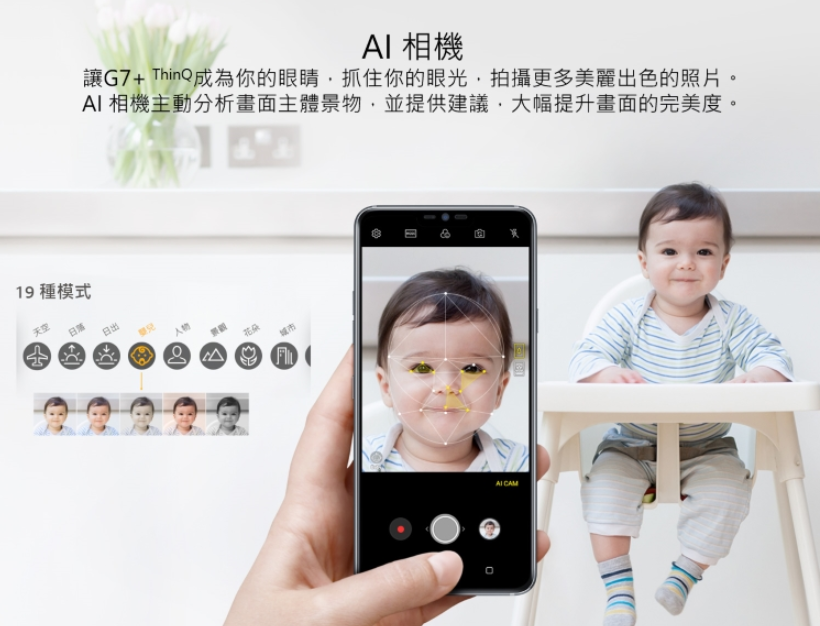 AI 相機
讓G7+ ThinQ成為你的眼睛，抓住你的眼光，拍攝更多美麗出色的照片。
AI 相機主動分析畫面主體景物，並提供建議，大幅提升畫面的完美度。
19 種模式
天空 日落 日出 嬰兒 人物 景觀 花朵 城市
AI CAM